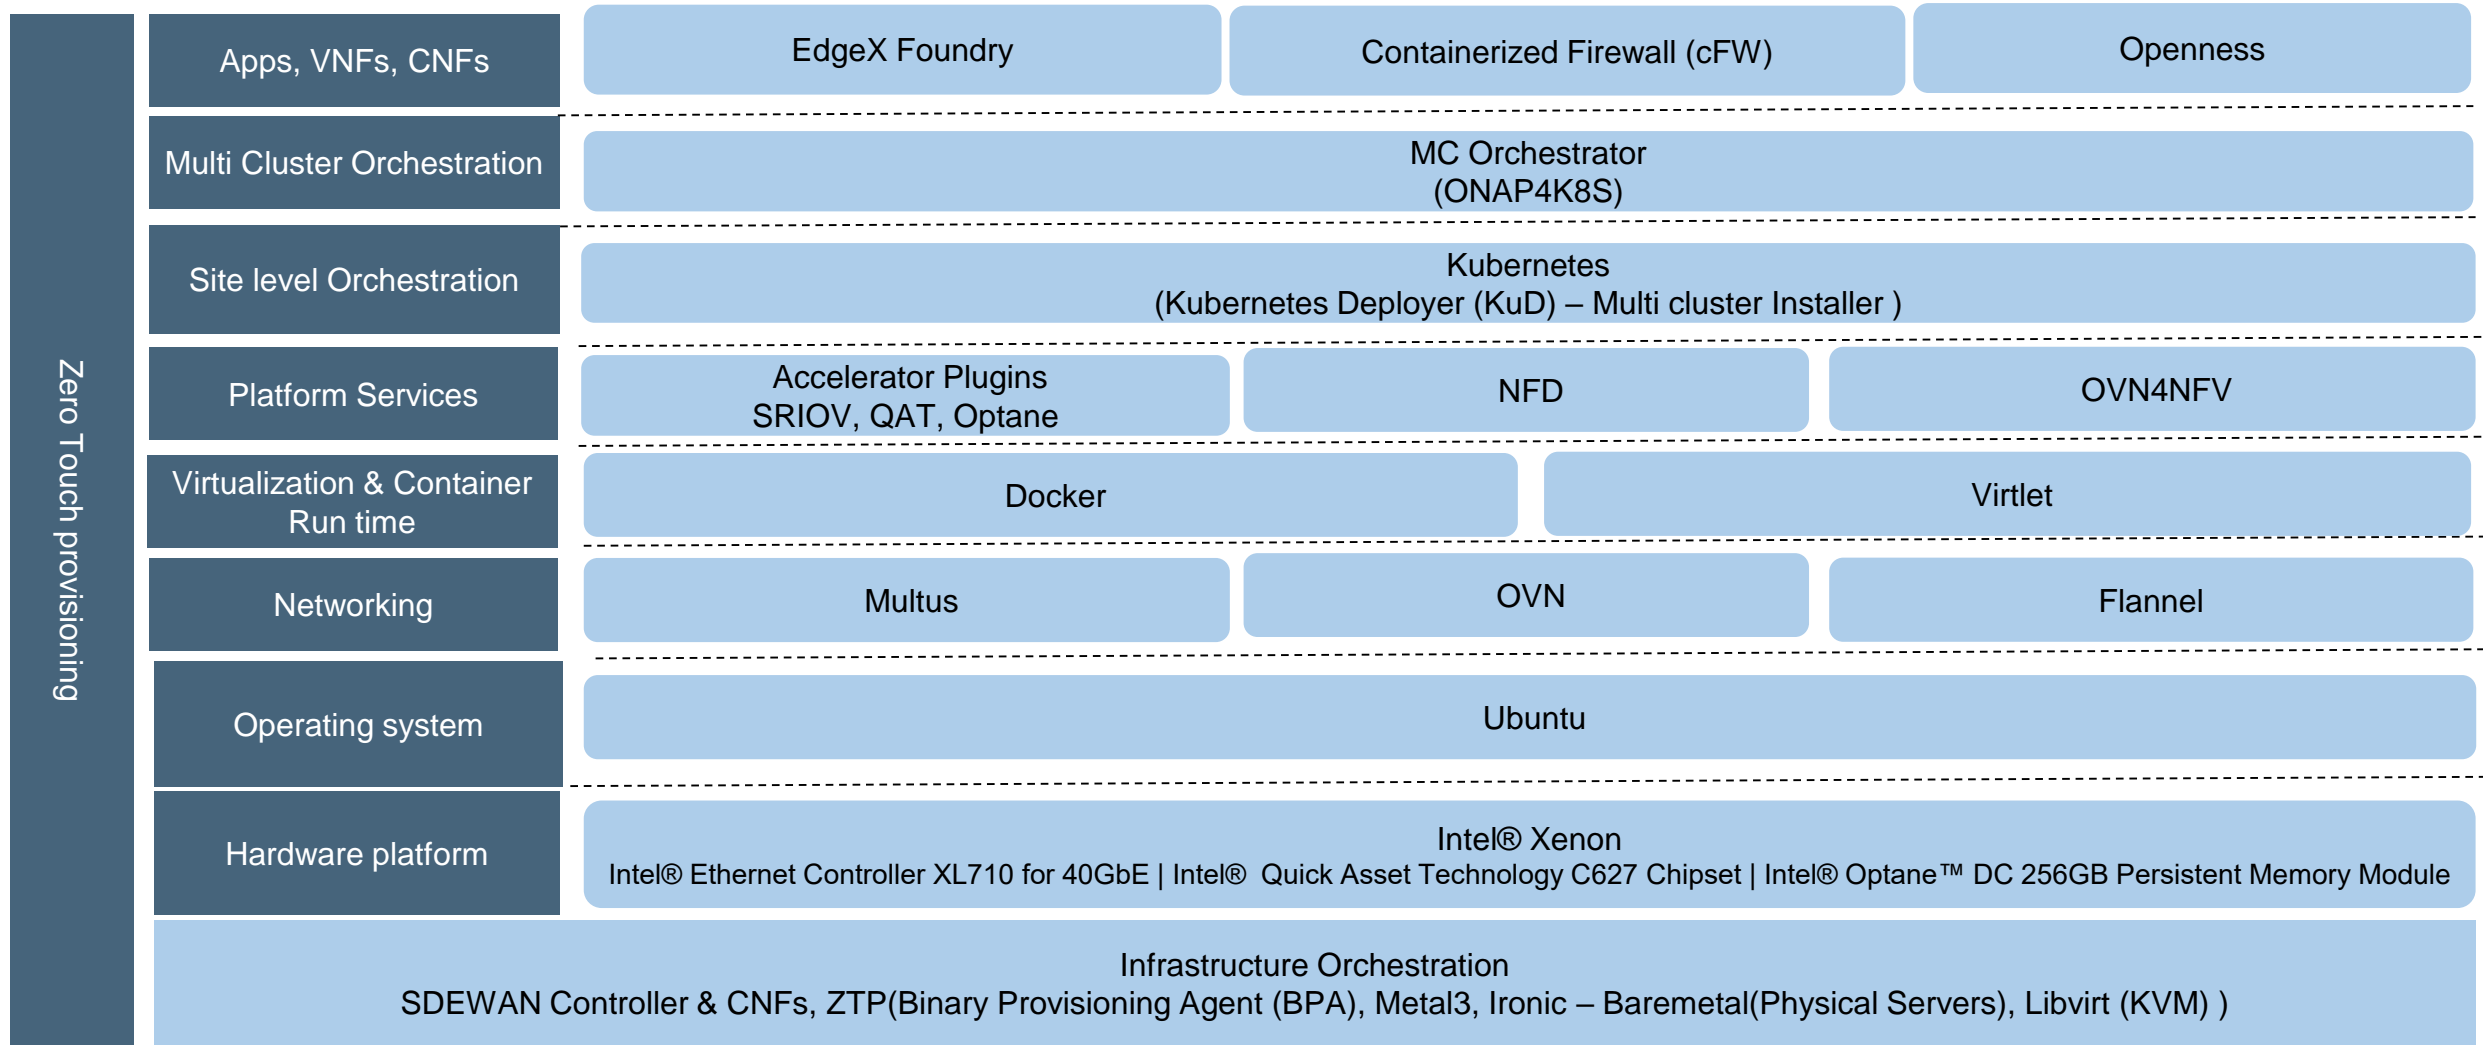 Zero Touch provisioning
Apps, VNFs, CNFs
EdgeX Foundry
Containerized Firewall (cFW)
Openness
Multi Cluster Orchestration
MC Orchestrator
(ONAP4K8S)
Site level Orchestration
Kubernetes
(Kubernetes Deployer (KuD) – Multi cluster Installer )
Platform Services
Accelerator Plugins
SRIOV, QAT, Optane
NFD
OVN4NFV
Virtualization & Container
Run time
Docker
Virtlet
Networking
Multus
OVN
Flannel
Operating system
Ubuntu
Hardware platform
Intel® Xenon
Intel® Ethernet Controller XL710 for 40GbE | Intel®  Quick Asset Technology C627 Chipset | Intel® Optane™ DC 256GB Persistent Memory Module
Infrastructure Orchestration
SDEWAN Controller & CNFs, ZTP(Binary Provisioning Agent (BPA), Metal3, Ironic – Baremetal(Physical Servers), Libvirt (KVM) )